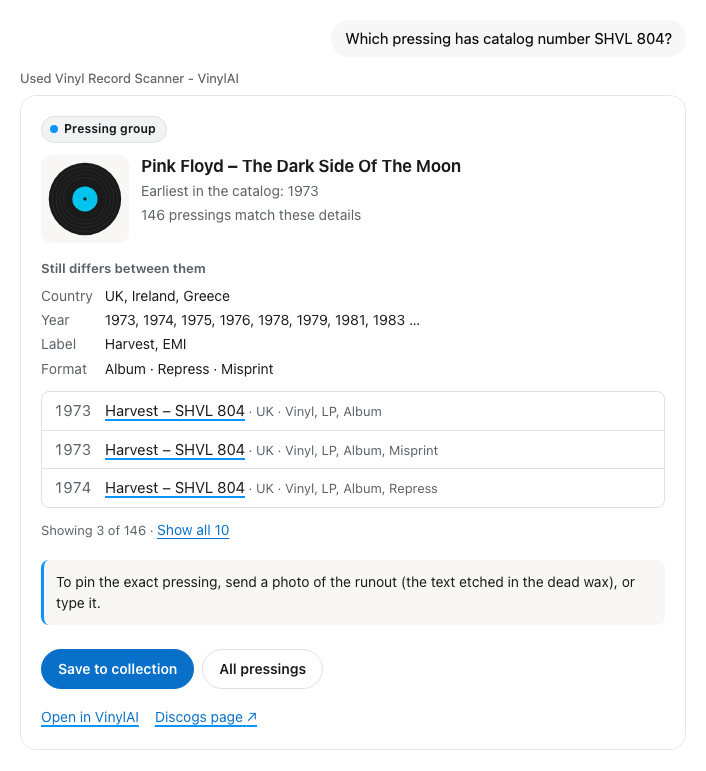 Which pressing has catalog number SHVL 804?
Used Vinyl Record Scanner - VinylAI
Pressing group
Pink Floyd – The Dark Side Of The Moon
Earliest in the catalog: 1973
146 pressings match these details
Still differs between them
Country UK, Ireland, Greece
Year 1973, 1974, 1975, 1976, 1978, 1979, 1981, 1983 ...
Label Harvest, EMI
Format Album · Repress · Misprint
1973 Harvest – SHVL 804 · UK · Vinyl, LP, Album
1973 Harvest – SHVL 804 · UK · Vinyl, LP, Album, Misprint
1974 Harvest – SHVL 804 · UK · Vinyl, LP, Album, Repress
Showing 3 of 146 · Show all 10
To pin the exact pressing, send a photo of the runout (the text etched in the dead wax), or
type it.
Save to collection All pressings
Open in VinylAI Discogs page ↗